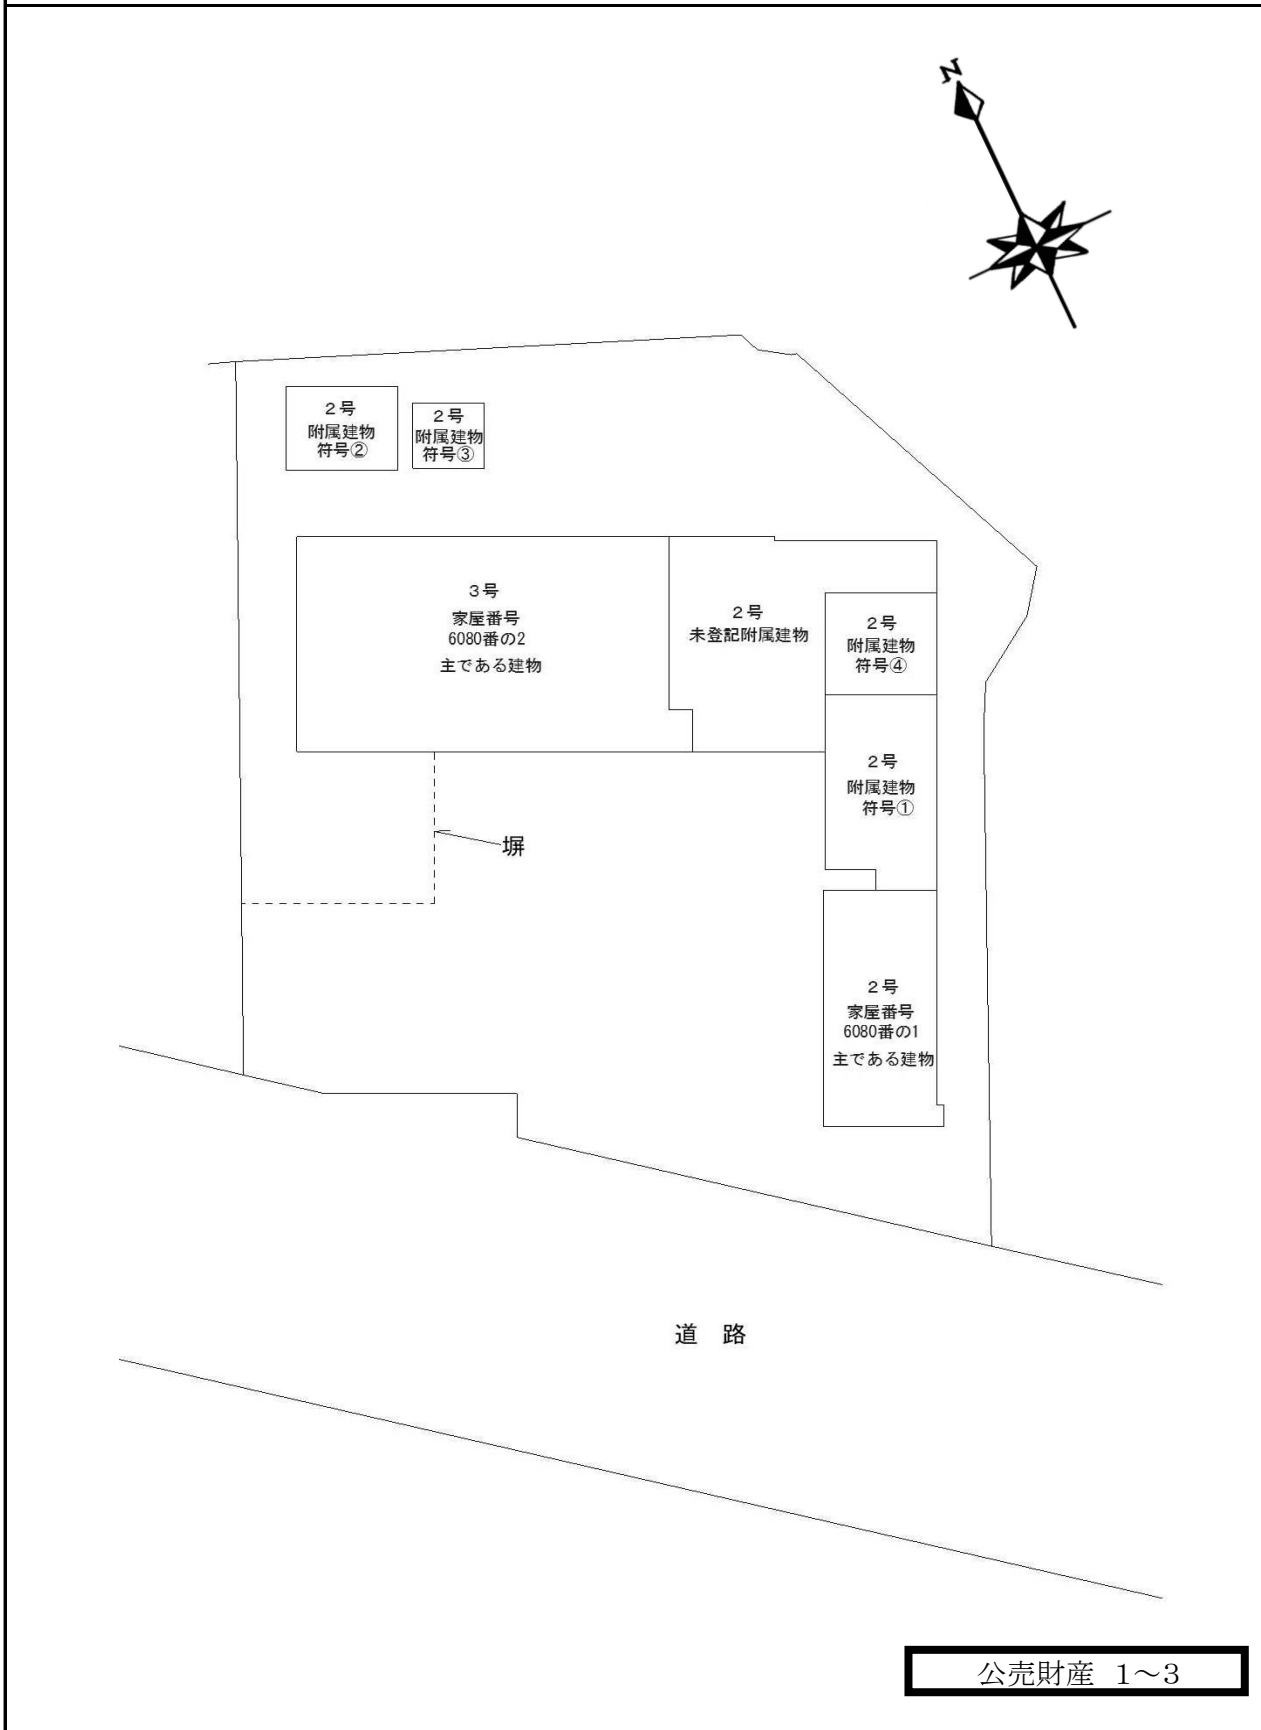 N
２号
附属建物
符号②
２号
附属建物
符号③
３号
家屋番号
6080番の2
主である建物
２号
未登記附属建物
２号
附属建物
符号④
２号
附属建物
符号①
塀
２号
家屋番号
6080番の1
主である建物
道　路
公売財産　１～３